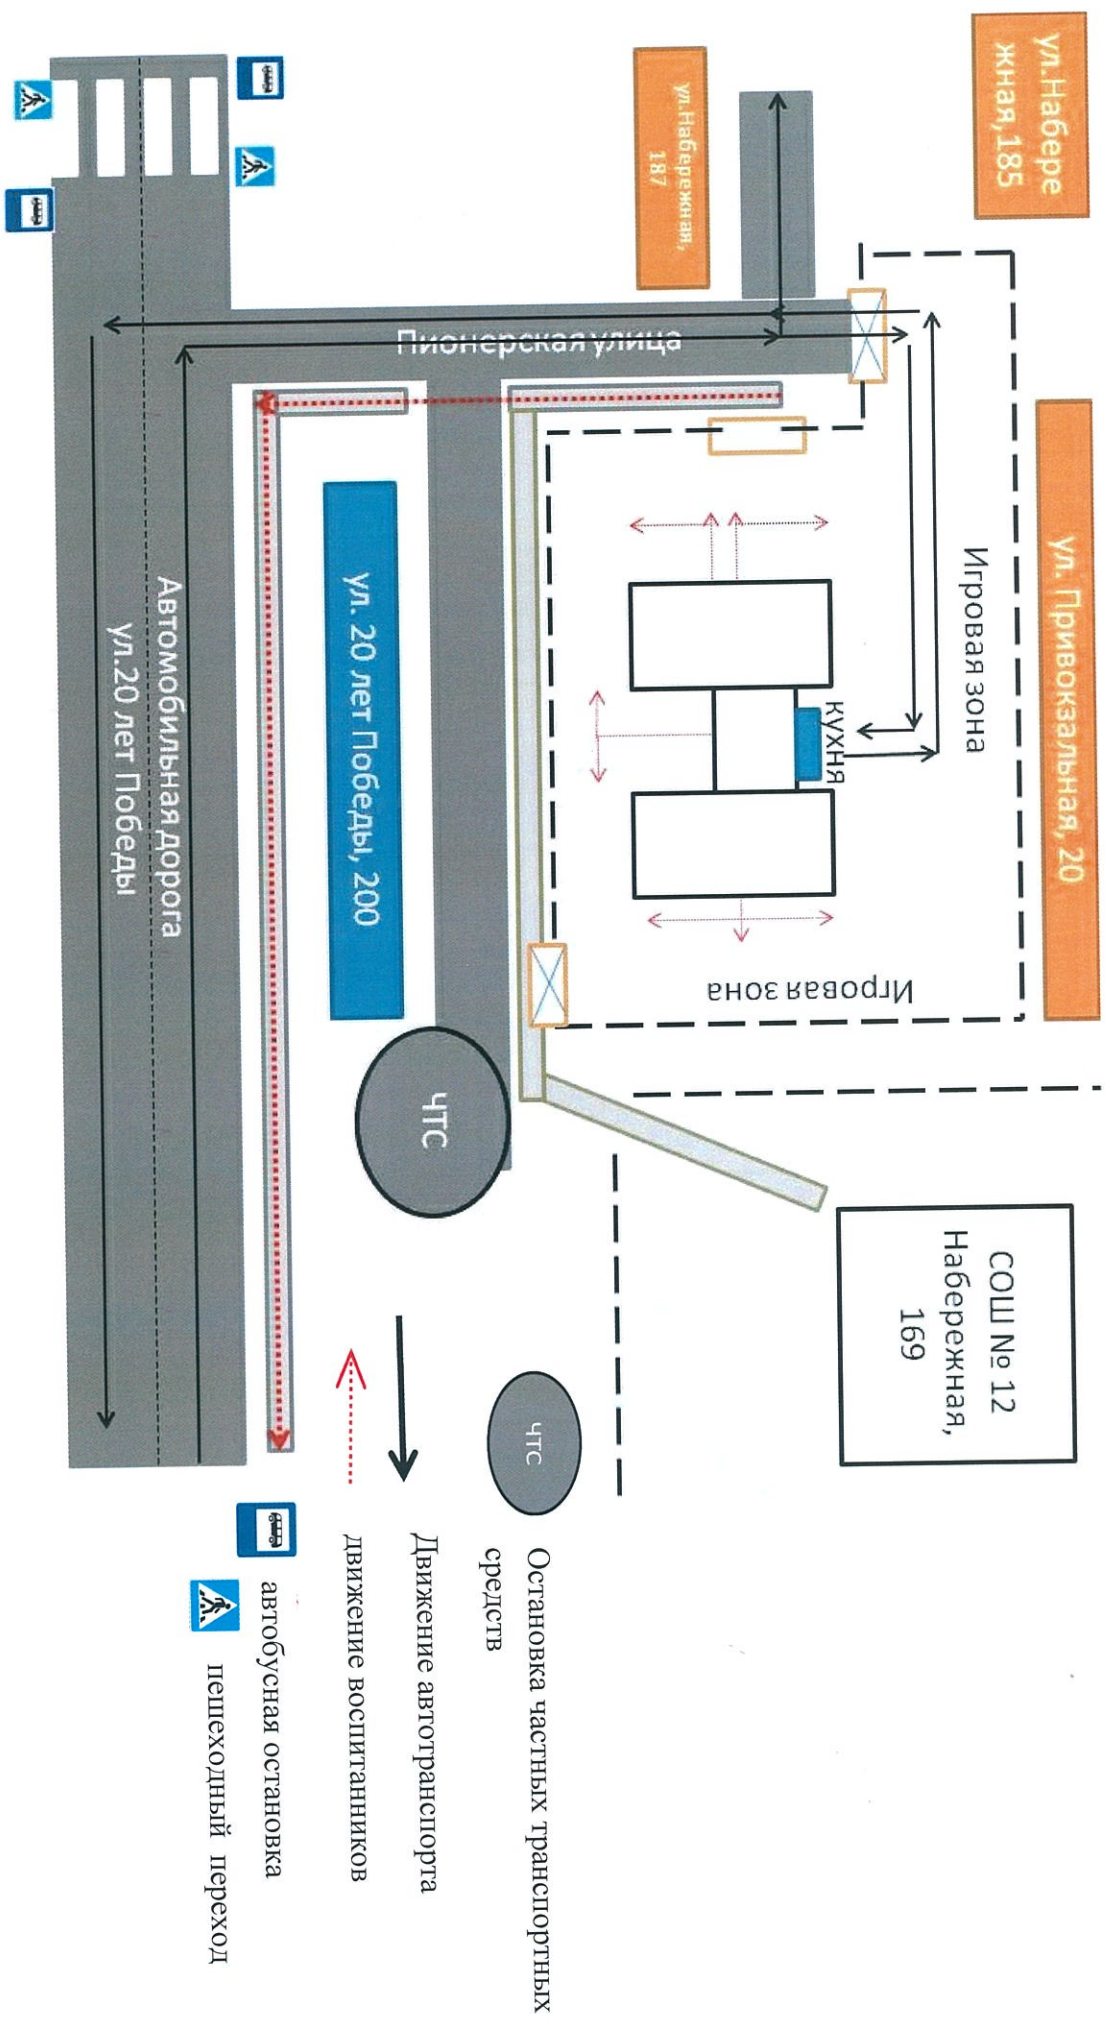 ул.Набере
жная,185
ул.Набережная,
187
Пионерская улица
ул. Привокзальная, 20
Игровая зона
кухня
Игровая зона
ул. 20 лет Победы, 200
Автомобильная дорога
ул.20 лет Победы
ЧТС
СОШ № 12
Набережная,
169
ЧТС
Остановка частных транспортных
средств
Движение автотранспорта
движение воспитанников
автобусная остановка
пешеходный переход